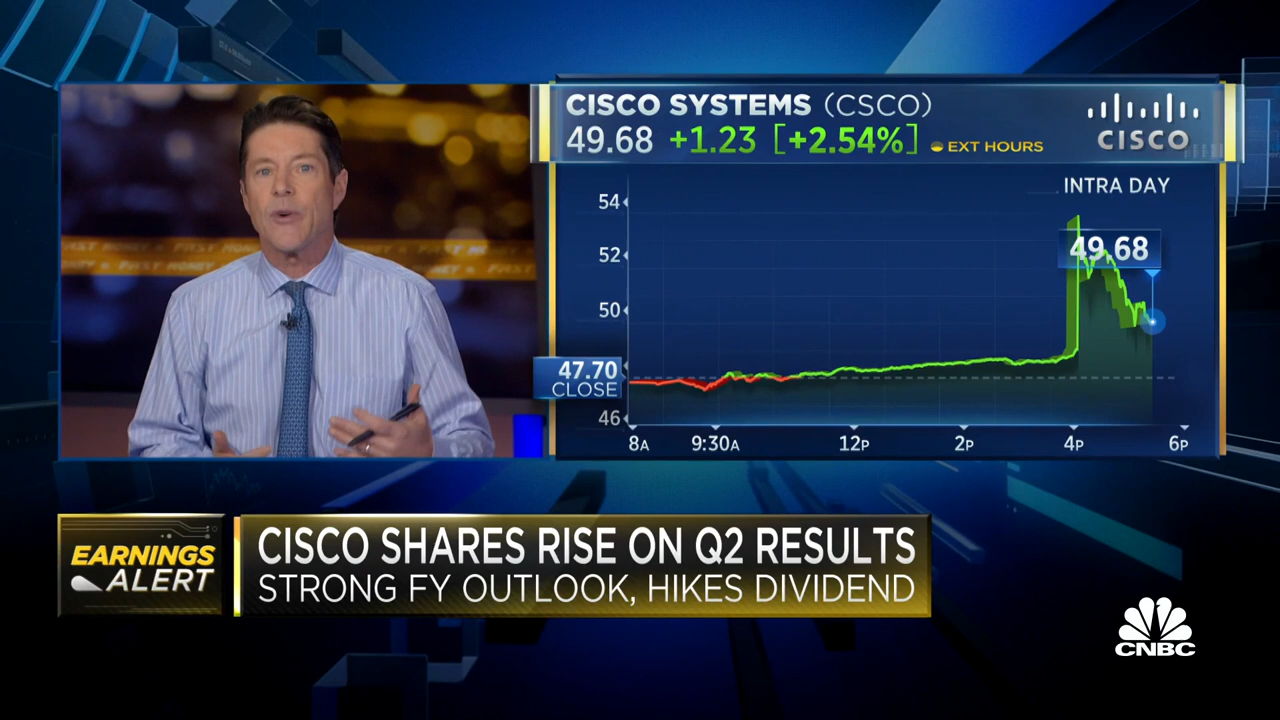 FAST MONEY
CISCO SYSTEMS (CSCO)
49.68 +1.23 [+2.54%] EXT HOURS
CISCO
INTRA DAY
54
52
50
46
49.68
47.70
CLOSE
8A 9:30A 12P 2P 4P 6P
EARNINGS
ALERT
CISCO SHARES RISE ON Q2 RESULTS
STRONG FY OUTLOOK, HIKES DIVIDEND
CNBC